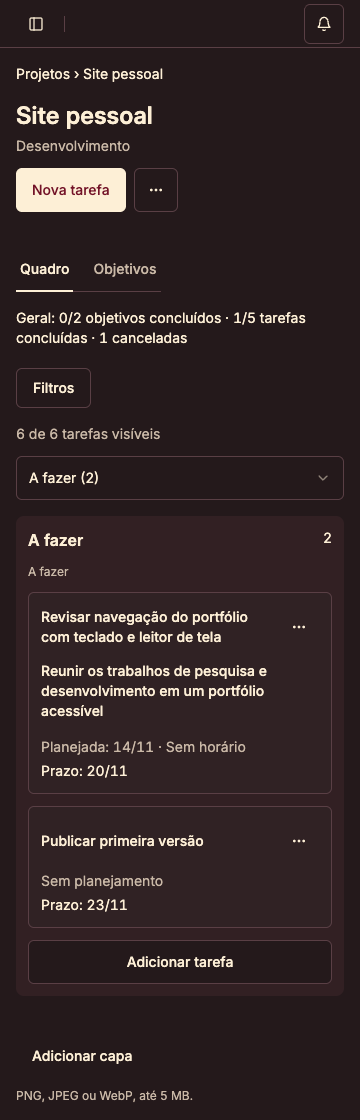 Projetos › Site pessoal
Site pessoal
Desenvolvimento
Nova tarefa
Quadro Objetivos
Geral: 0/2 objetivos concluídos · 1/5 tarefas
concluídas · 1 canceladas
Filtros
6 de 6 tarefas visíveis
A fazer (2)
A fazer 2
A fazer
Revisar navegação do portfólio
com teclado e leitor de tela
Reunir os trabalhos de pesquisa e
desenvolvimento em um portfólio
acessível
Planejada: 14/11 · Sem horário
Prazo: 20/11
Publicar primeira versão
Sem planejamento
Prazo: 23/11
Adicionar tarefa
Adicionar capa
PNG, JPEG ou WebP, até 5 MB.